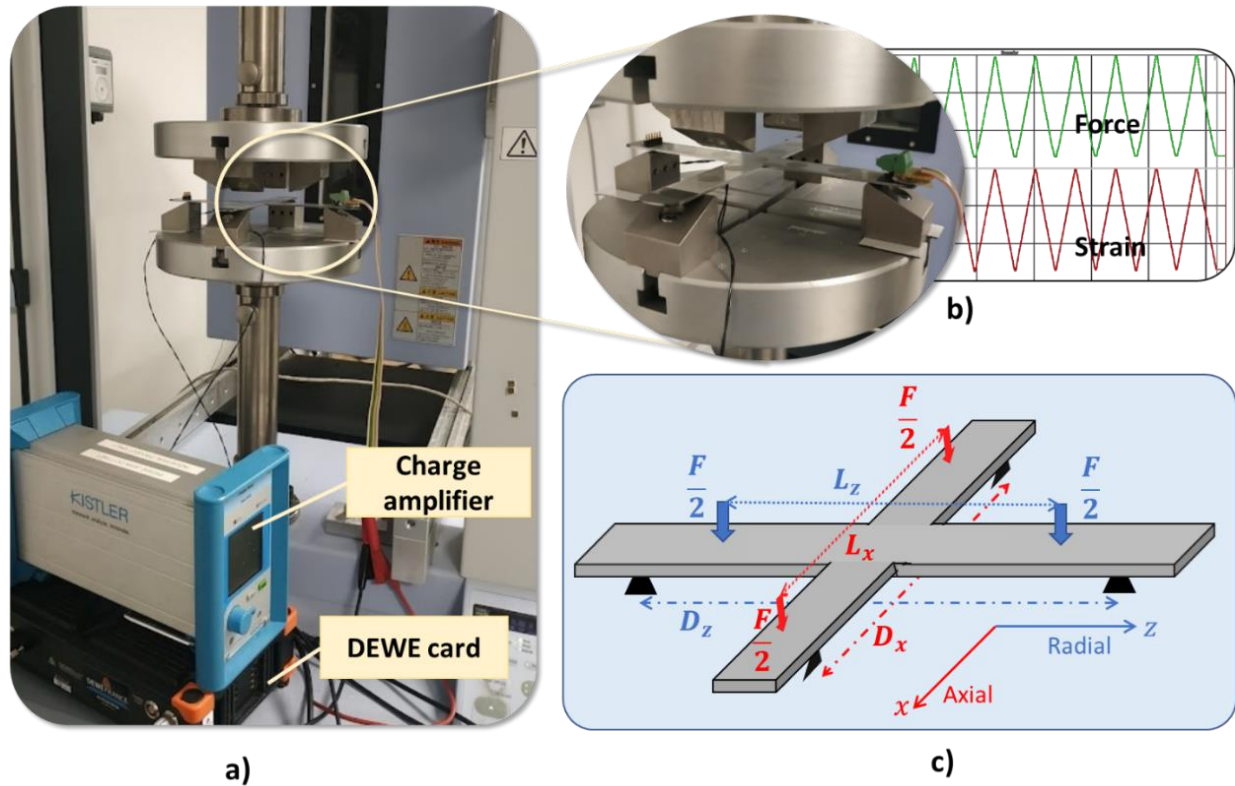 KISTLER
Charge
amplifier
DEWE card
a)
Force
Strain
b)
F
2
F
2
L_z
F
2
F
2
L_x
D_z
D_x
Radial
z
Axial
x
c)